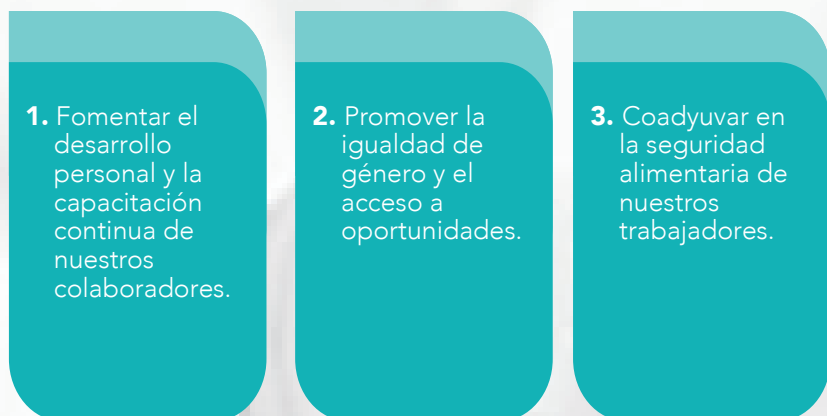 1. Fomentar el
desarrollo
personal y la
capacitación
continua de
nuestros
colaboradores.
2. Promover la
igualdad de
género y el
acceso a
oportunidades.
3. Coadyuvar en
la seguridad
alimentaria de
nuestros
trabajadores.